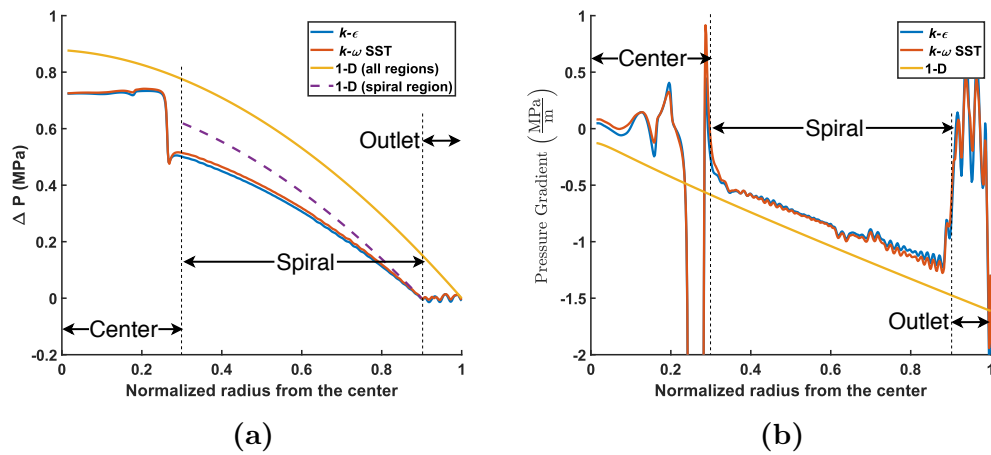 1
0.8
0.6
0.4
0.2
0
-0.2
Δ P (MPa)
k-ϵ
k-ω SST
1-D (all regions)
1-D (spiral region)
Outlet
Spiral
Center
0 0.2 0.4 0.6 0.8 1
Normalized radius from the center
(a)
0.5
0
-0.5
-1
-1.5
-2
Pressure Gradient (MPa/m)
k-ϵ
k-ω SST
1-D
Center
Spiral
Outlet
0 0.2 0.4 0.6 0.8 1
Normalized radius from the center
(b)